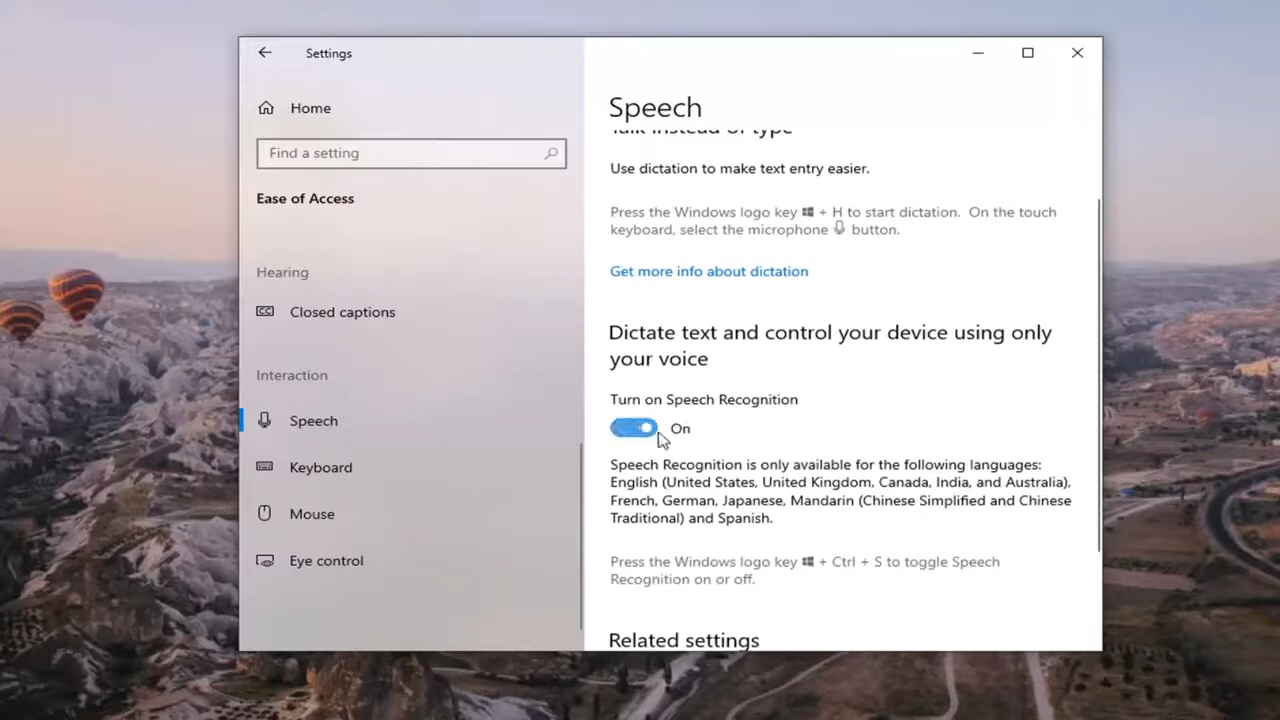 Settings
Home
Find a setting
Ease of Access
Hearing
Closed captions
Interaction
Speech
Keyboard
Mouse
Eye control
Speech
Talk instead of type
Use dictation to make text entry easier.
Press the Windows logo key + H to start dictation. On the touch
keyboard, select the microphone button.
Get more info about dictation
Dictate text and control your device using only
your voice
Turn on Speech Recognition
On
Speech Recognition is only available for the following languages:
English (United States, United Kingdom, Canada, India, and Australia),
French, German, Japanese, Mandarin (Chinese Simplified and Chinese
Traditional) and Spanish.
Press the Windows logo key + Ctrl + S to toggle Speech
Recognition on or off.
Related settings